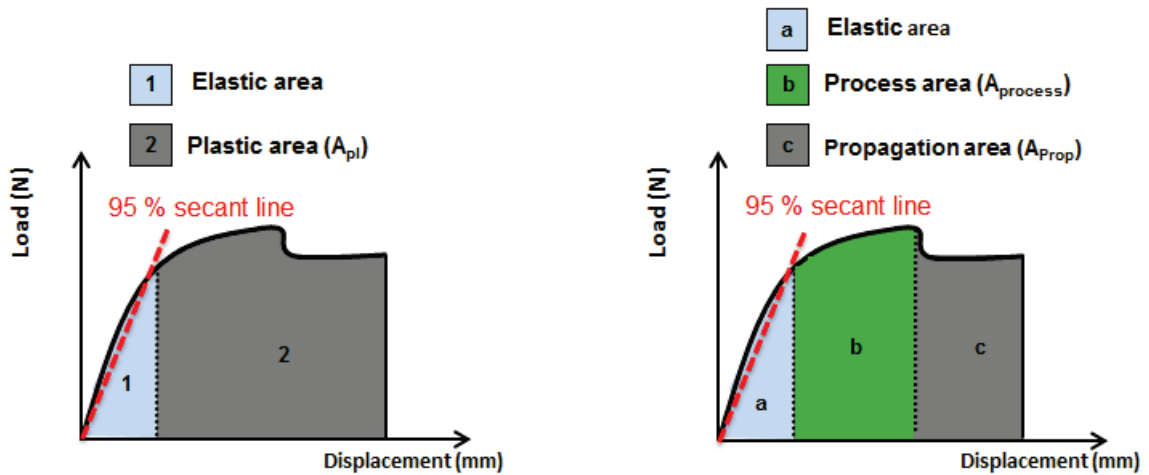 1 Elastic area
2 Plastic area (Apl)
Load (N)
95 % secant line
1
2
Displacement (mm)
a Elastic area
b Process area (Aprocess)
c Propagation area (AProp)
Load (N)
95 % secant line
a
b
c
Displacement (mm)